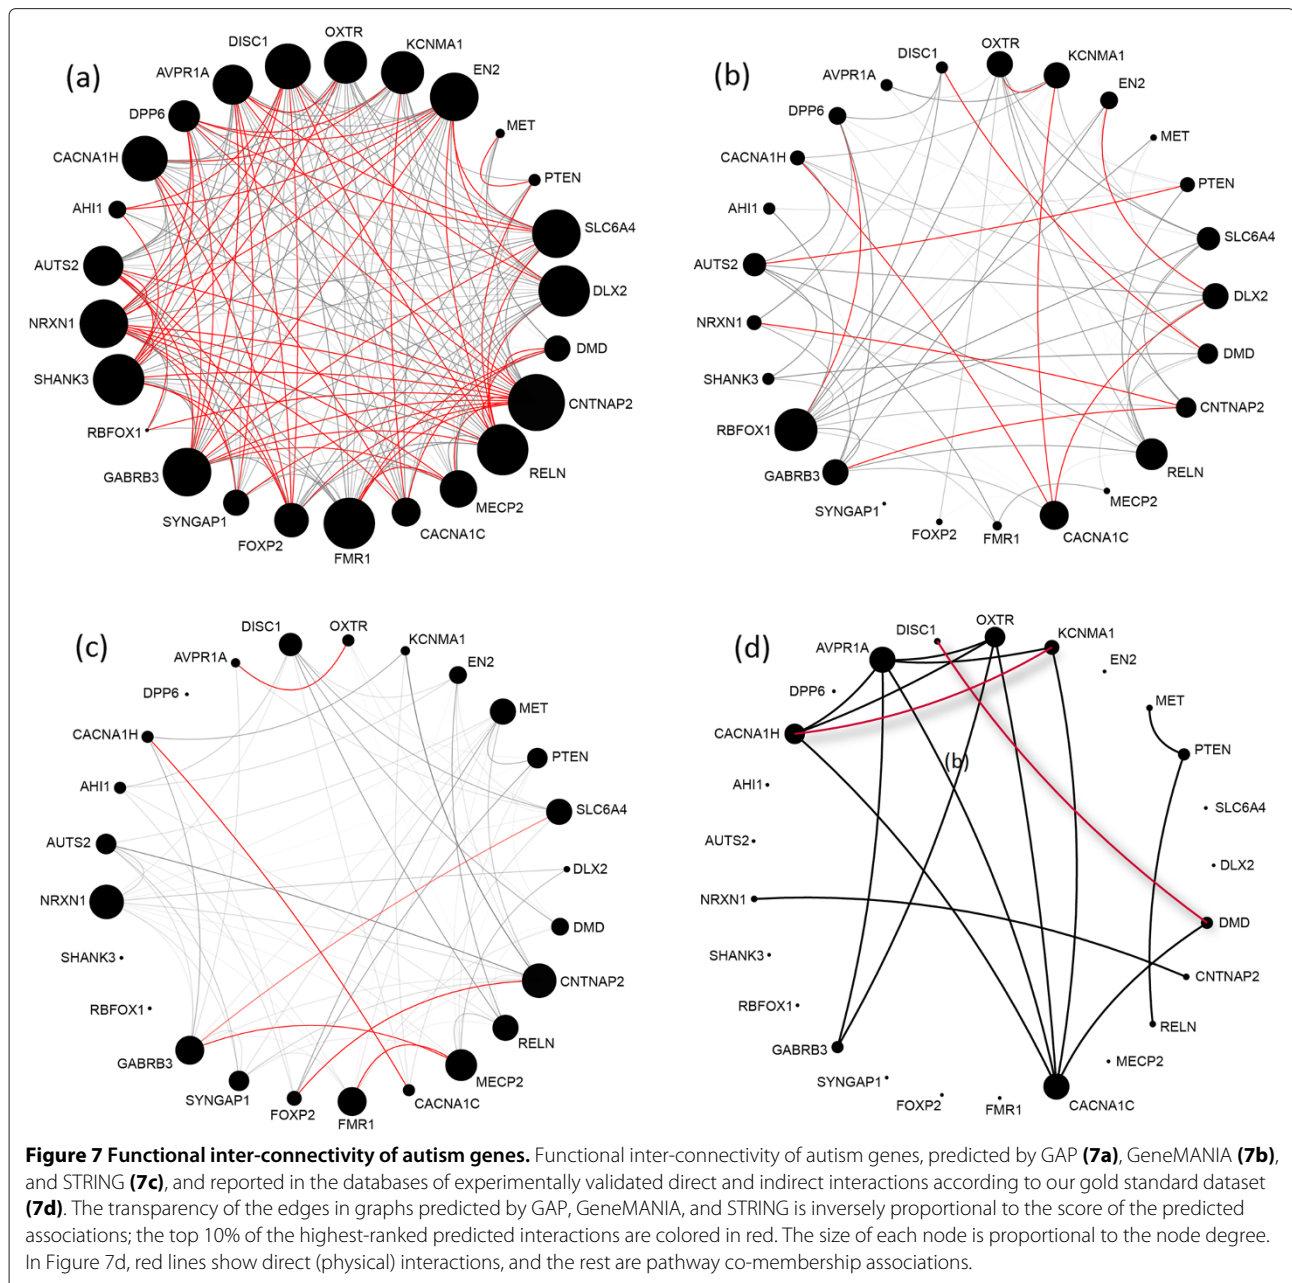 (a)
OXTR
DISC1
KCNMA1
AVPR1A
EN2
DPP6
MET
CACNA1H
PTEN
AHI1
SLC6A4
AUTS2
DLX2
NRXN1
DMD
SHANK3
CNTNAP2
RBFOX1
RELN
GABRB3
MECP2
SYNGAP1
CACNA1C
FOXP2
FMR1
(b)
OXTR
DISC1
KCNMA1
AVPR1A
EN2
DPP6
MET
CACNA1H
PTEN
AHI1
SLC6A4
AUTS2
DLX2
NRXN1
DMD
SHANK3
CNTNAP2
RBFOX1
RELN
GABRB3
MECP2
SYNGAP1
CACNA1C
FOXP2
FMR1
(c)
OXTR
DISC1
KCNMA1
AVPR1A
EN2
DPP6
MET
CACNA1H
PTEN
AHI1
SLC6A4
AUTS2
DLX2
NRXN1
DMD
SHANK3
CNTNAP2
RBFOX1
RELN
GABRB3
MECP2
SYNGAP1
CACNA1C
FOXP2
FMR1
(d)
OXTR
DISC1
KCNMA1
AVPR1A
EN2
DPP6
MET
CACNA1H
PTEN
(b)
AHI1
SLC6A4
AUTS2
DLX2
NRXN1
DMD
SHANK3
CNTNAP2
RBFOX1
RELN
GABRB3
MECP2
SYNGAP1
CACNA1C
FOXP2
FMR1
Figure 7 Functional inter-connectivity of autism genes. Functional inter-connectivity of autism genes, predicted by GAP (7a), GeneMANIA (7b),
and STRING (7c), and reported in the databases of experimentally validated direct and indirect interactions according to our gold standard dataset
(7d). The transparency of the edges in graphs predicted by GAP, GeneMANIA, and STRING is inversely proportional to the score of the predicted
associations; the top 10% of the highest-ranked predicted interactions are colored in red. The size of each node is proportional to the node degree.
In Figure 7d, red lines show direct (physical) interactions, and the rest are pathway co-membership associations.